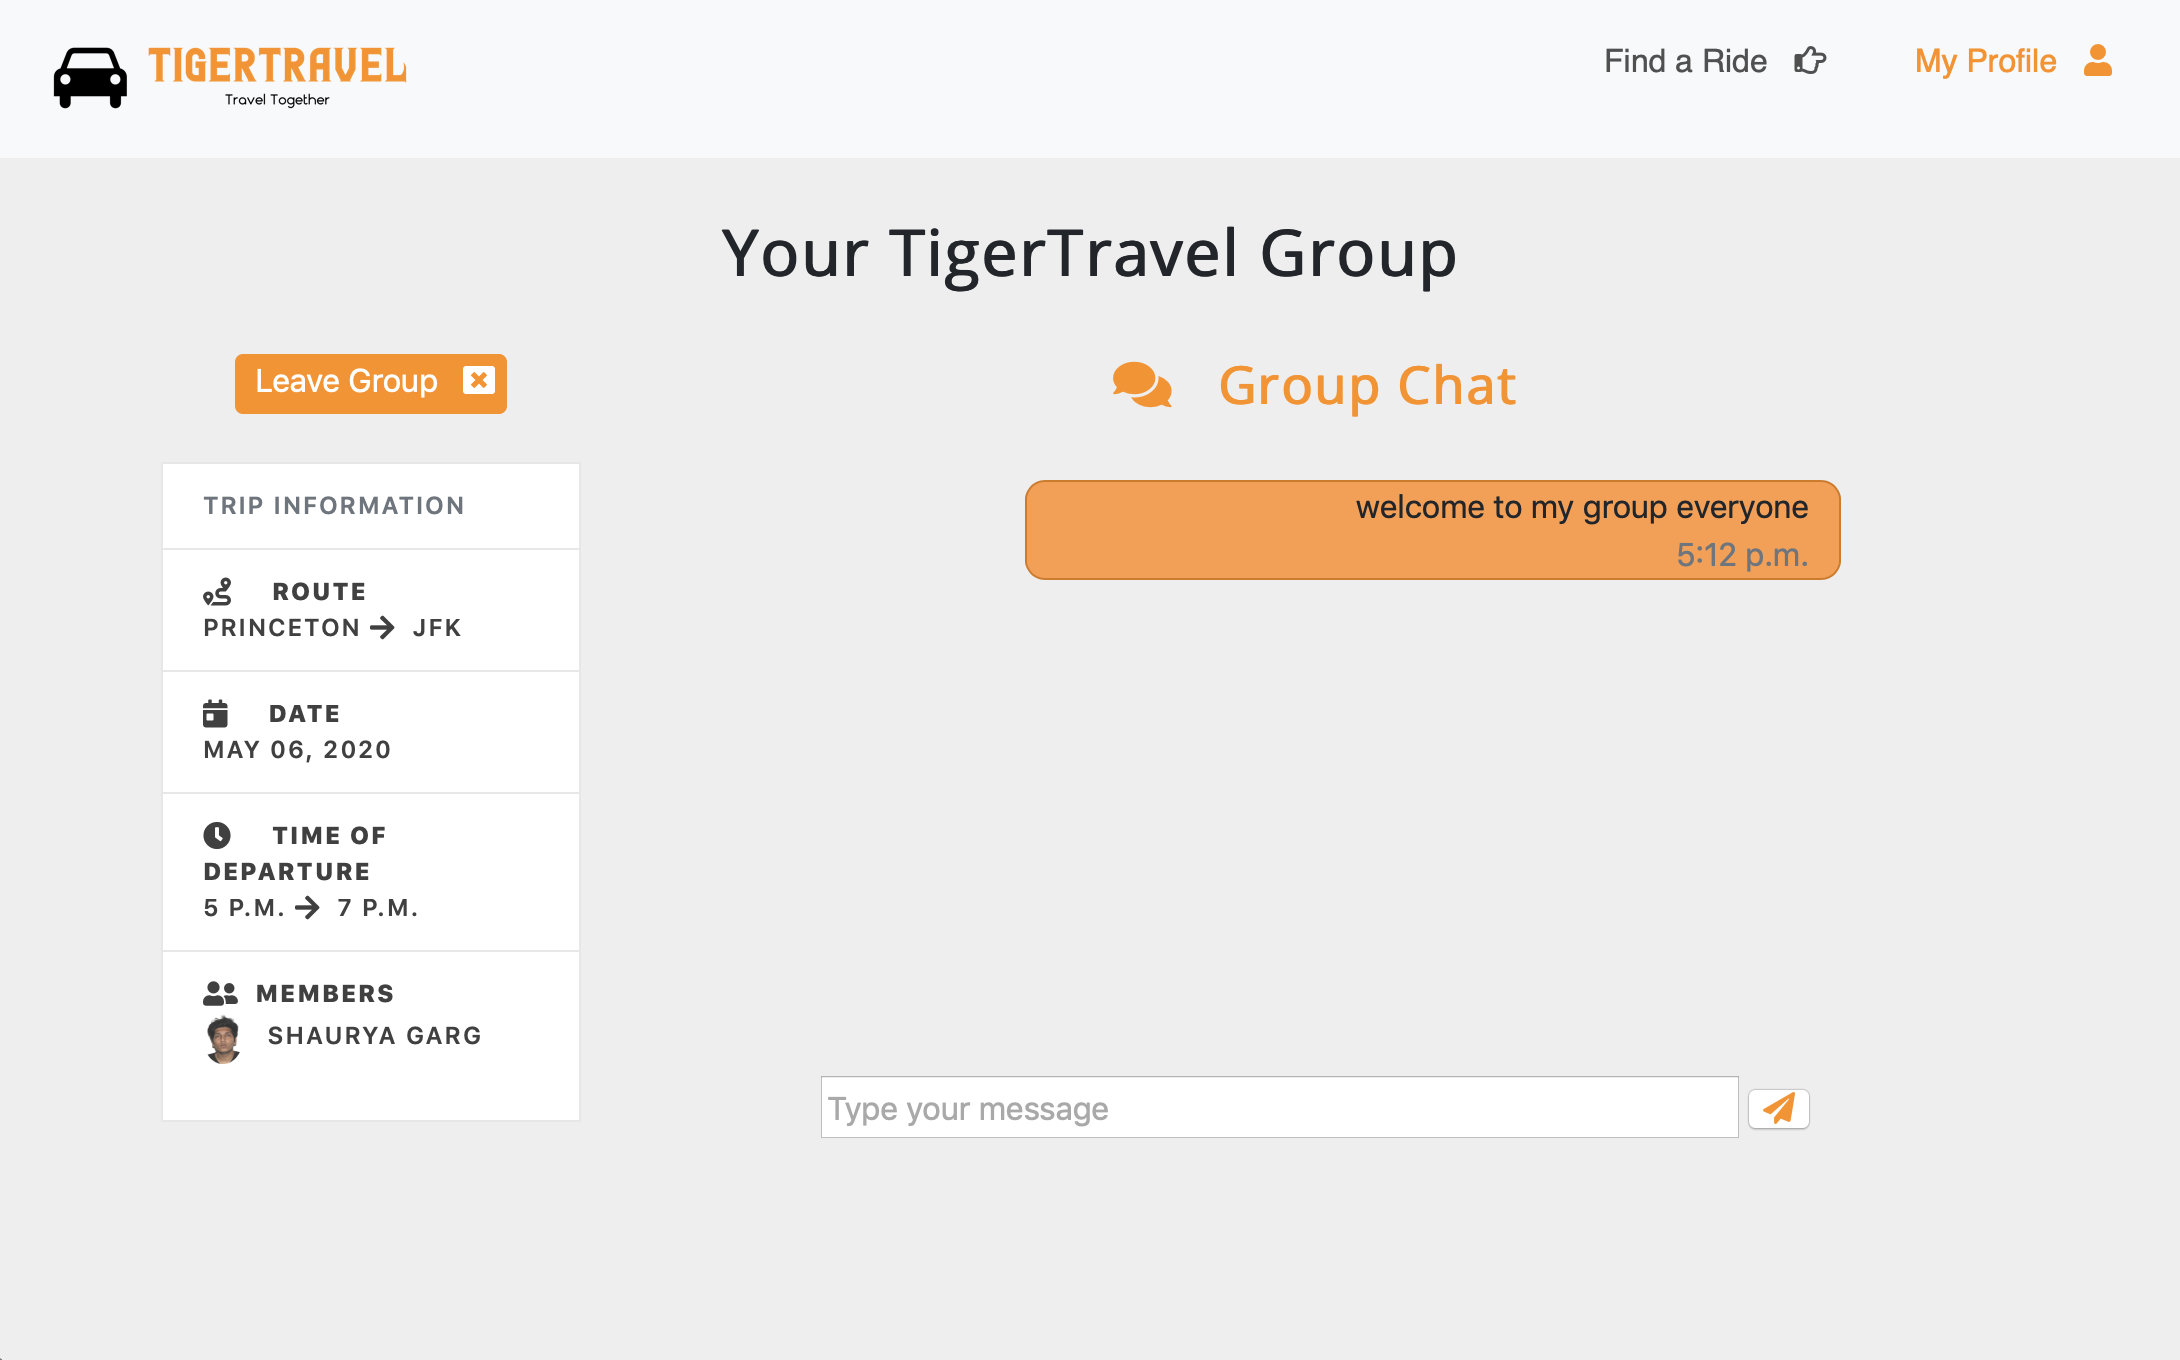 TIGERTRAVEL
Travel Together
Find a Ride
My Profile
Your TigerTravel Group
Leave Group
Group Chat
welcome to my group everyone
5:12 p.m.
TRIP INFORMATION
ROUTE
PRINCETON → JFK
DATE
MAY 06, 2020
TIME OF
DEPARTURE
5 P.M. → 7 P.M.
MEMBERS
SHAURYA GARG
Type your message